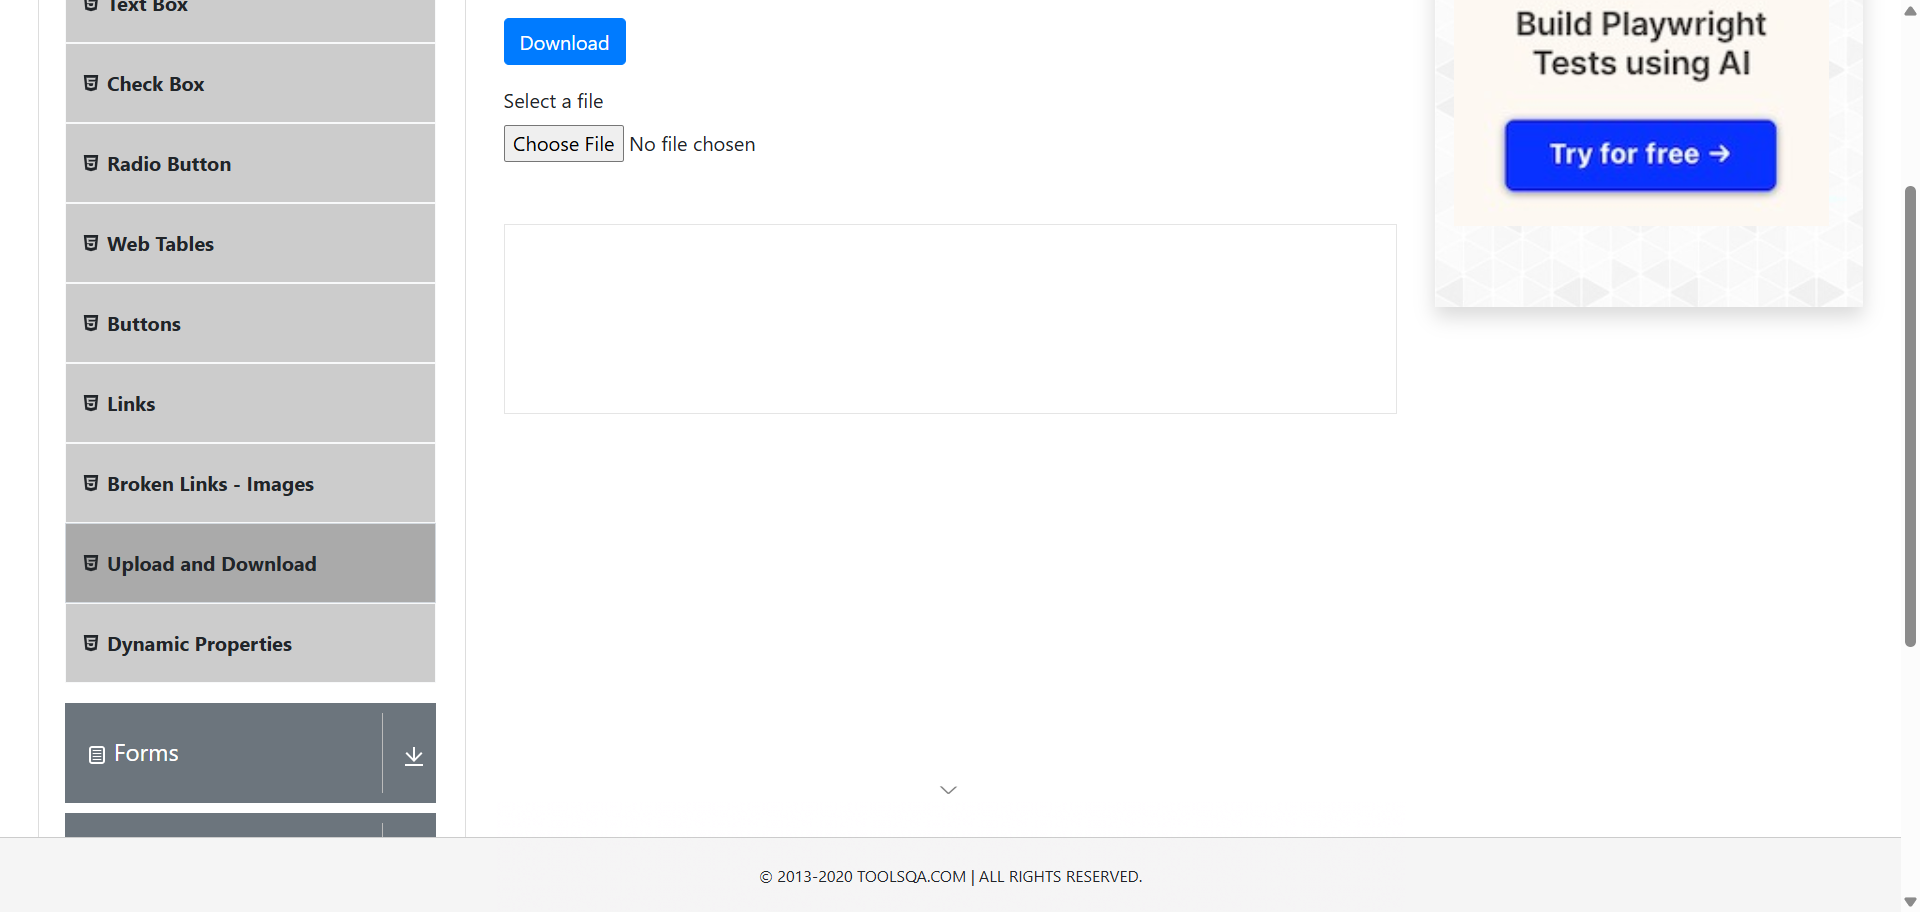 Text Box
Check Box
Radio Button
Web Tables
Buttons
Links
Broken Links - Images
Upload and Download
Dynamic Properties
Forms
Download
Select a file
Choose File No file chosen
Build Playwright
Tests using AI
Try for free →
© 2013-2020 TOOLSQA.COM | ALL RIGHTS RESERVED.